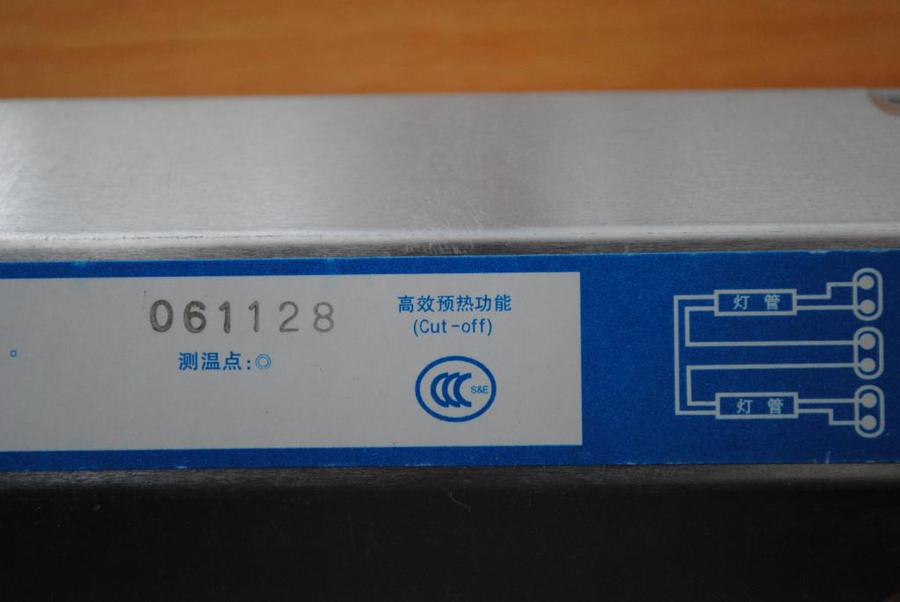 061128
高效预热功能
(Cut-off)
测温点:◎
CCC S&E
灯管
灯管